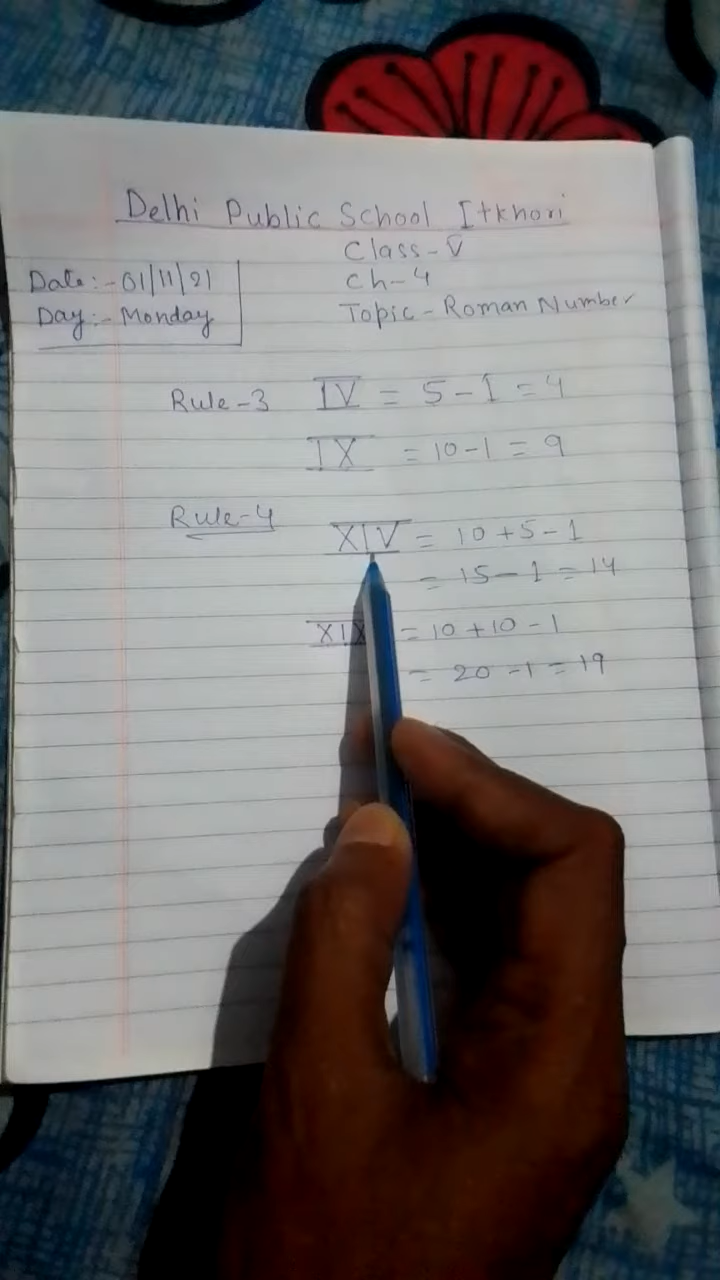 Delhi Public School Itkhori
Class-V
Date:-01/11/21
Ch-4
Day:- Monday
Topic-Roman Number
Rule-3 IV = 5-1 = 4
IX = 10-1 = 9
Rule-4
XIV = 10+5-1
= 15-1 = 14
XIX = 10+10-1
= 20-1 = 19